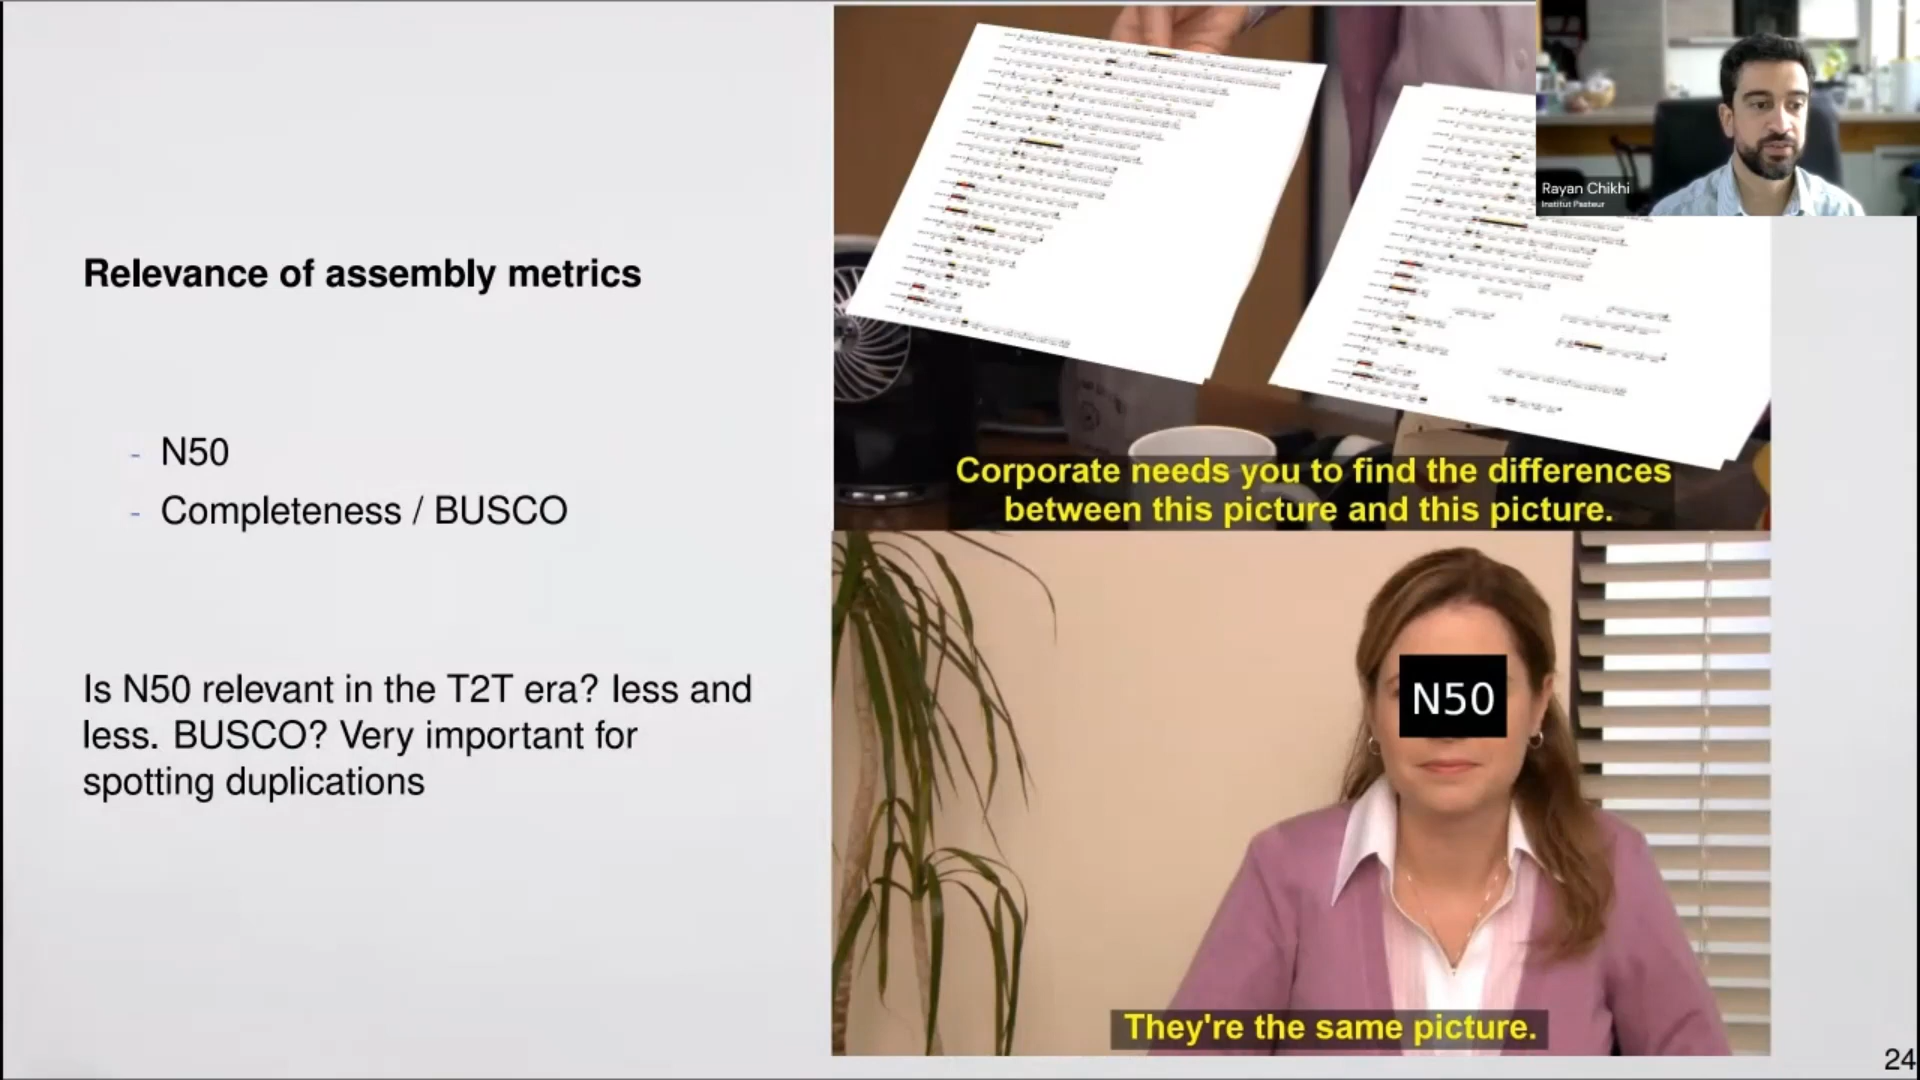 Relevance of assembly metrics
- N50
- Completeness / BUSCO
Is N50 relevant in the T2T era? less and
less. BUSCO? Very important for
spotting duplications
Corporate needs you to find the differences
between this picture and this picture.
N50
They're the same picture.
Rayan Chikhi
Institut Pasteur
24